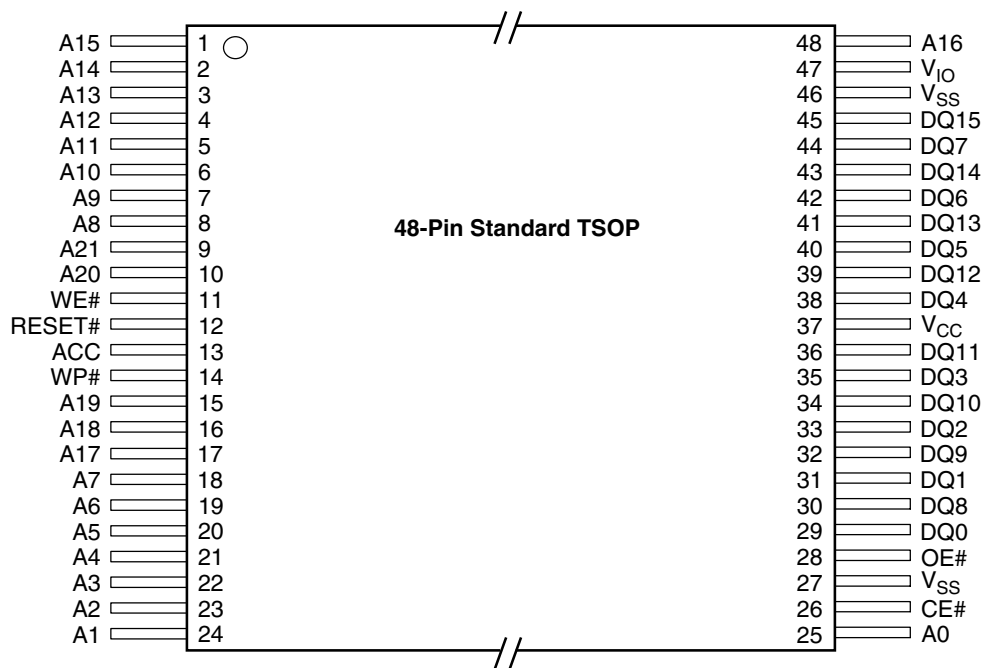 A15 1 48 A16
A14 2 47 VIO
A13 3 46 VSS
A12 4 45 DQ15
A11 5 44 DQ7
A10 6 43 DQ14
A9 7 42 DQ6
A8 8 48-Pin Standard TSOP 41 DQ13
A21 9 40 DQ5
A20 10 39 DQ12
WE# 11 38 DQ4
RESET# 12 37 VCC
ACC 13 36 DQ11
WP# 14 35 DQ3
A19 15 34 DQ10
A18 16 33 DQ2
A17 17 32 DQ9
A7 18 31 DQ1
A6 19 30 DQ8
A5 20 29 DQ0
A4 21 28 OE#
A3 22 27 VSS
A2 23 26 CE#
A1 24 25 A0